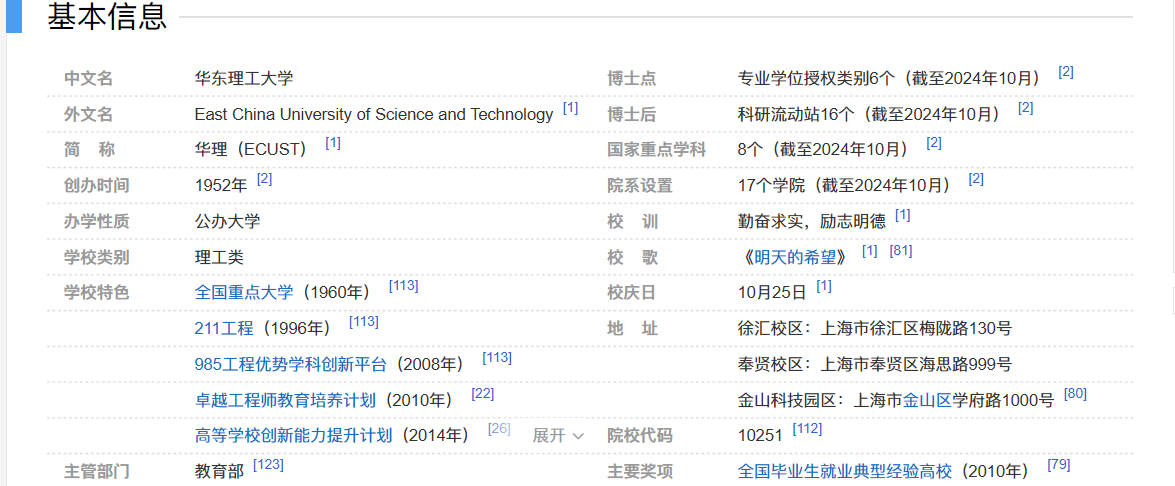 基本信息
中文名 华东理工大学
外文名 East China University of Science and Technology [1]
简 称 华理（ECUST） [1]
创办时间 1952年 [2]
办学性质 公办大学
学校类别 理工类
学校特色 全国重点大学（1960年） [113]
211工程（1996年） [113]
985工程优势学科创新平台（2008年） [113]
卓越工程师教育培养计划（2010年） [22]
高等学校创新能力提升计划（2014年） [26] 展开
主管部门 教育部 [123]
博士点 专业学位授权类别6个（截至2024年10月） [2]
博士后 科研流动站16个（截至2024年10月） [2]
国家重点学科 8个（截至2024年10月） [2]
院系设置 17个学院（截至2024年10月） [2]
校 训 勤奋求实，励志明德 [1]
校 歌 《明天的希望》 [1] [81]
校庆日 10月25日 [1]
地 址 徐汇校区：上海市徐汇区梅陇路130号
奉贤校区：上海市奉贤区海思路999号
金山科技园区：上海市金山区学府路1000号 [80]
院校代码 10251 [112]
主要奖项 全国毕业生就业典型经验高校（2010年） [79]